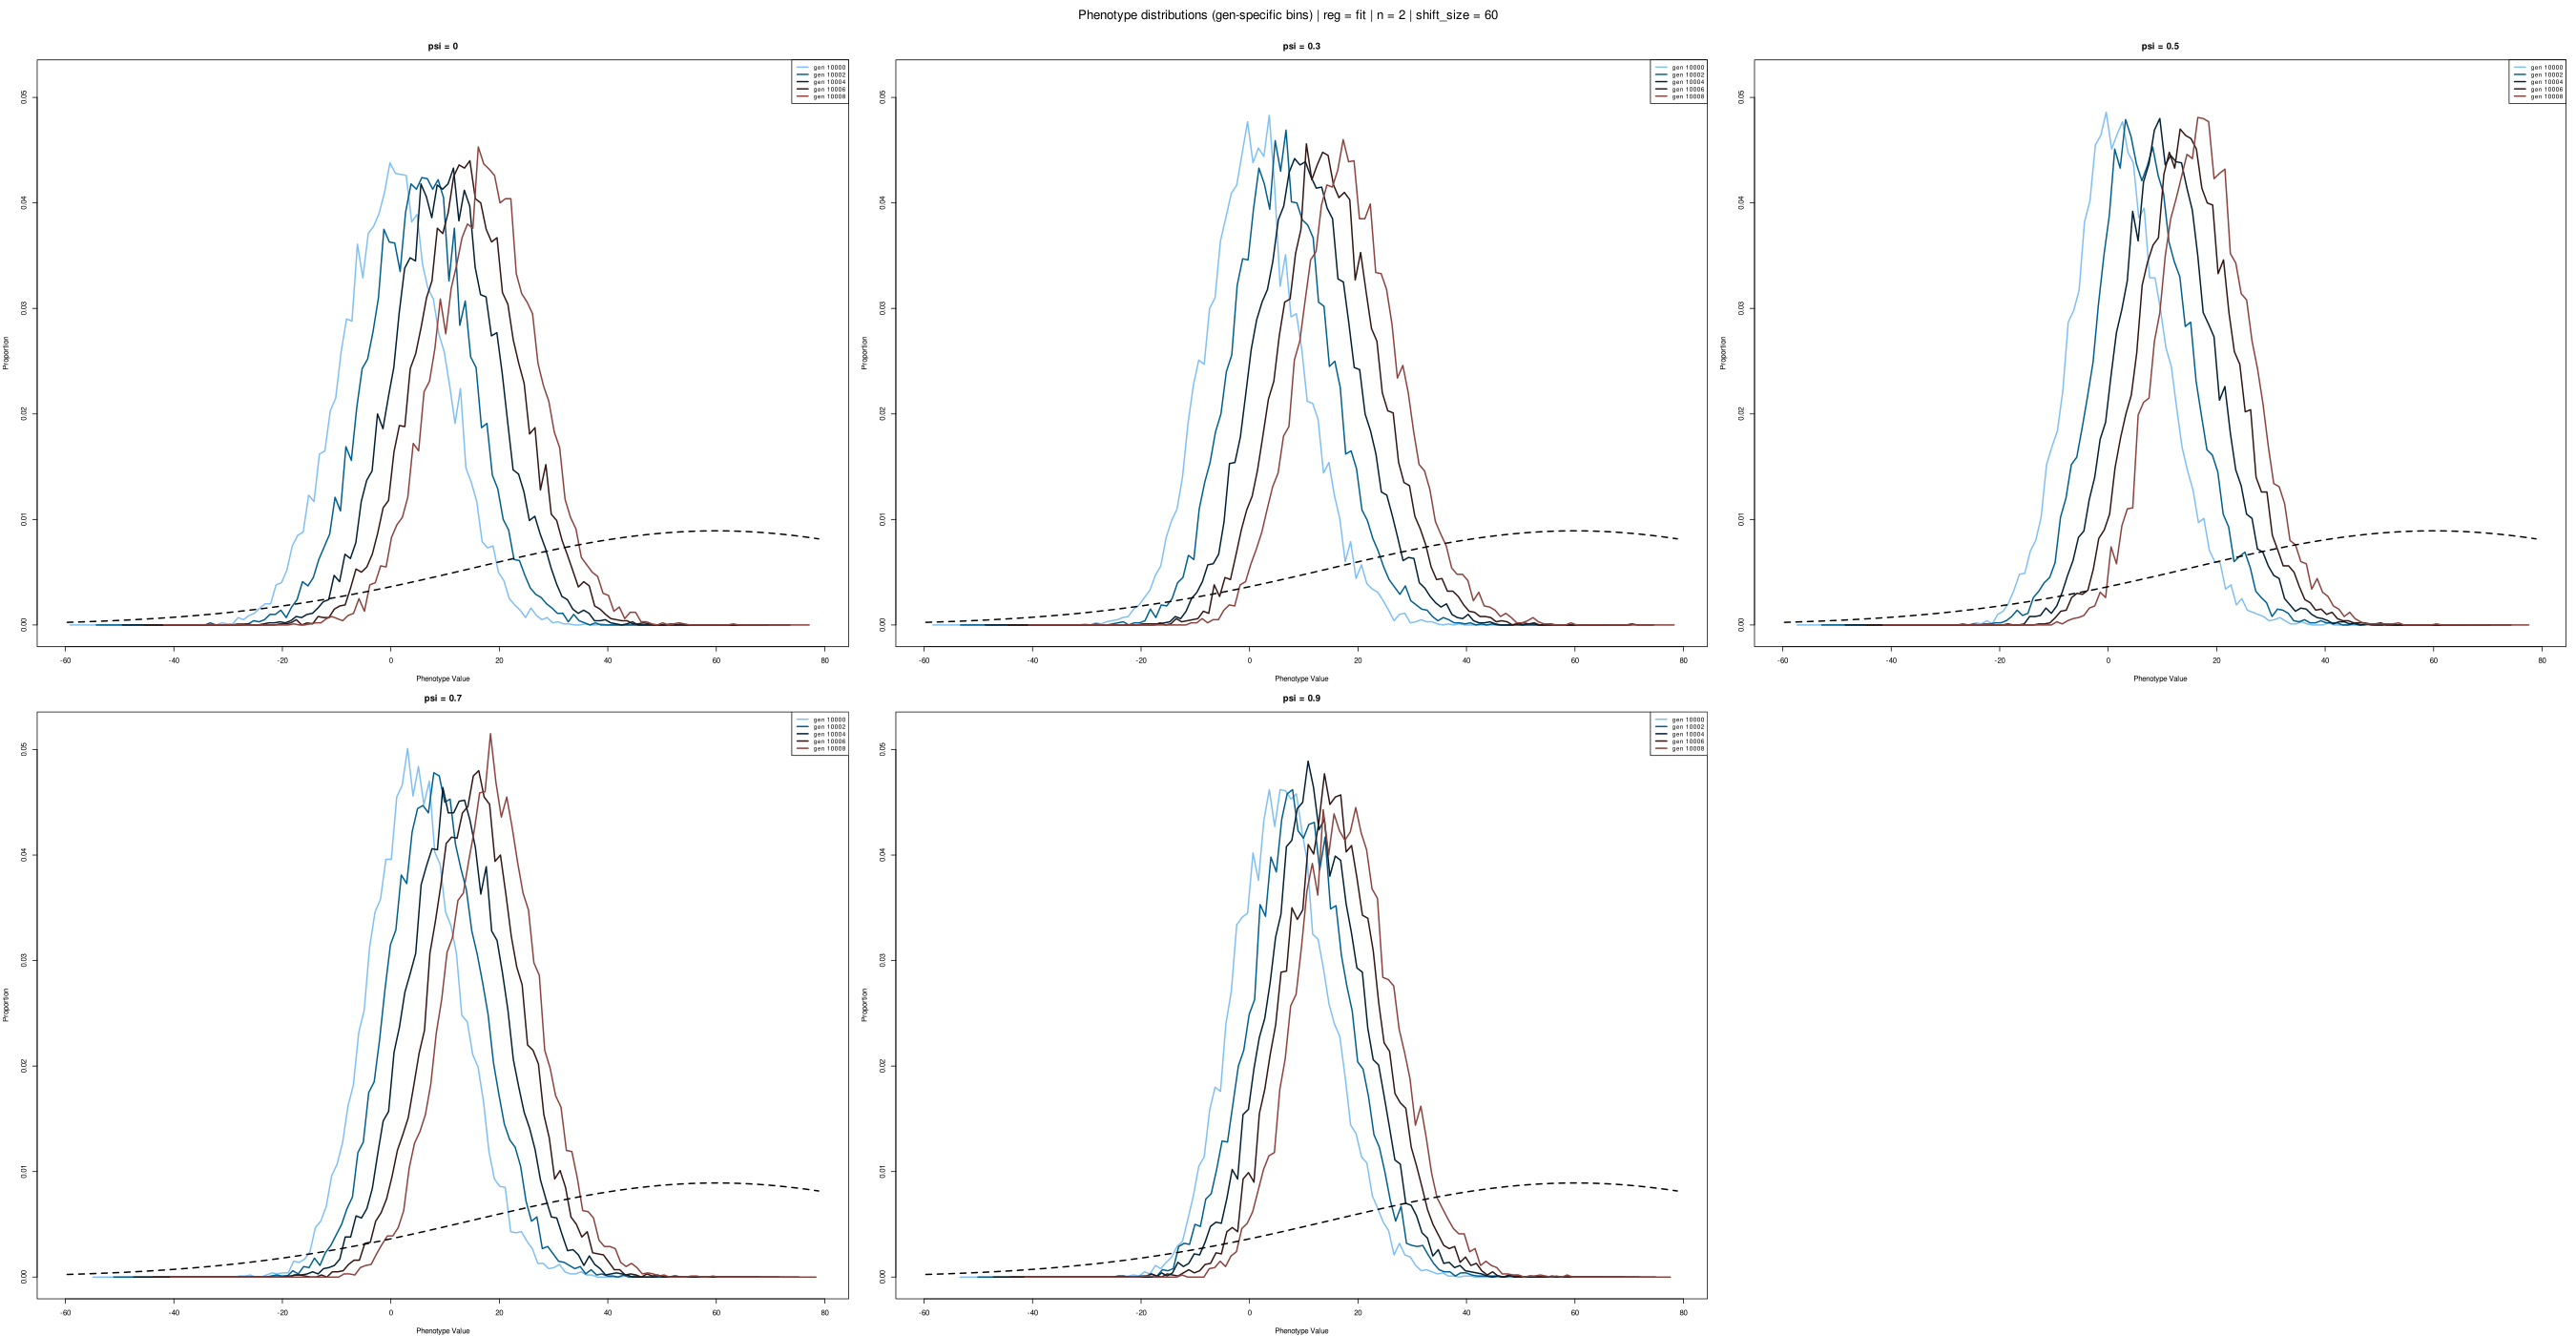 Phenotype distributions (gen-specific bins) | reg = fit | n = 2 | shift_size = 60
psi = 0
gen 10000
gen 10002
gen 10004
gen 10006
gen 10008
Proportion
0.05
0.04
0.03
0.02
0.01
0.00
-60 -40 -20 0 20 40 60 80
Phenotype Value
psi = 0.3
gen 10000
gen 10002
gen 10004
gen 10006
gen 10008
Proportion
0.05
0.04
0.03
0.02
0.01
0.00
-60 -40 -20 0 20 40 60 80
Phenotype Value
psi = 0.5
gen 10000
gen 10002
gen 10004
gen 10006
gen 10008
Proportion
0.05
0.04
0.03
0.02
0.01
0.00
-60 -40 -20 0 20 40 60 80
Phenotype Value
psi = 0.7
gen 10000
gen 10002
gen 10004
gen 10006
gen 10008
Proportion
0.05
0.04
0.03
0.02
0.01
0.00
-60 -40 -20 0 20 40 60 80
Phenotype Value
psi = 0.9
gen 10000
gen 10002
gen 10004
gen 10006
gen 10008
Proportion
0.05
0.04
0.03
0.02
0.01
0.00
-60 -40 -20 0 20 40 60 80
Phenotype Value